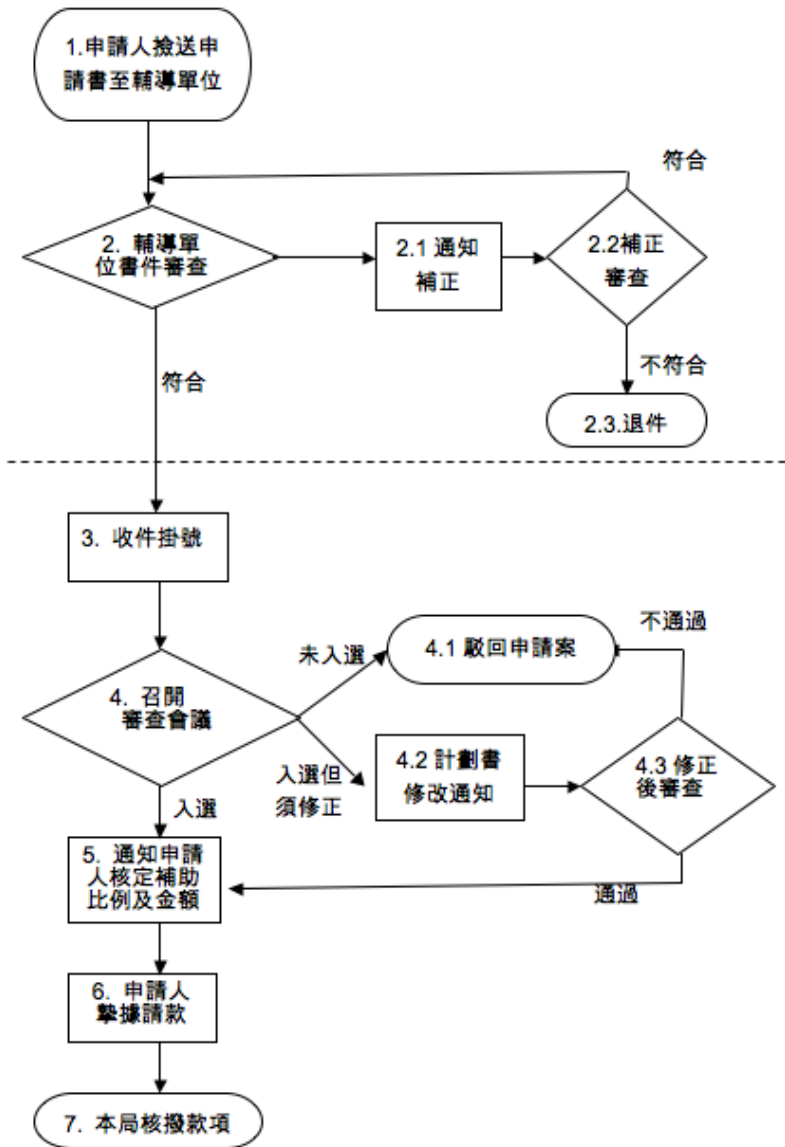 1.申請人撿送申
請書至輔導單位
符合
2. 輔導單
位書件審查
2.1 通知
補正
2.2補正
審查
符合
不符合
2.3.退件
3. 收件掛號
不通過
未入選
4.1 駁回申請案
4. 召開
審查會議
入選但
須修正
4.2 計劃書
修改通知
4.3 修正
後審查
入選
5. 通知申請
人核定補助
比例及金額
通過
6. 申請人
摯據請款
7. 本局核撥款項